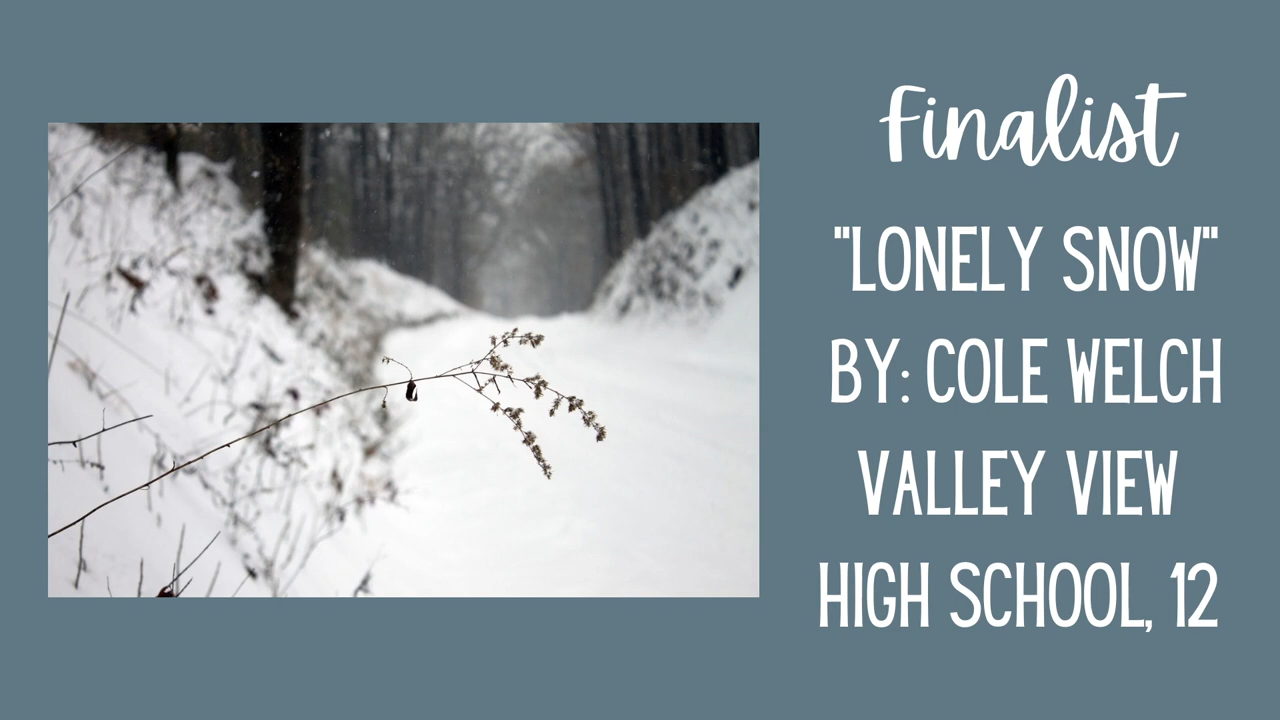 Finalist
"LONELY SNOW"
BY: COLE WELCH
VALLEY VIEW
HIGH SCHOOL, 12